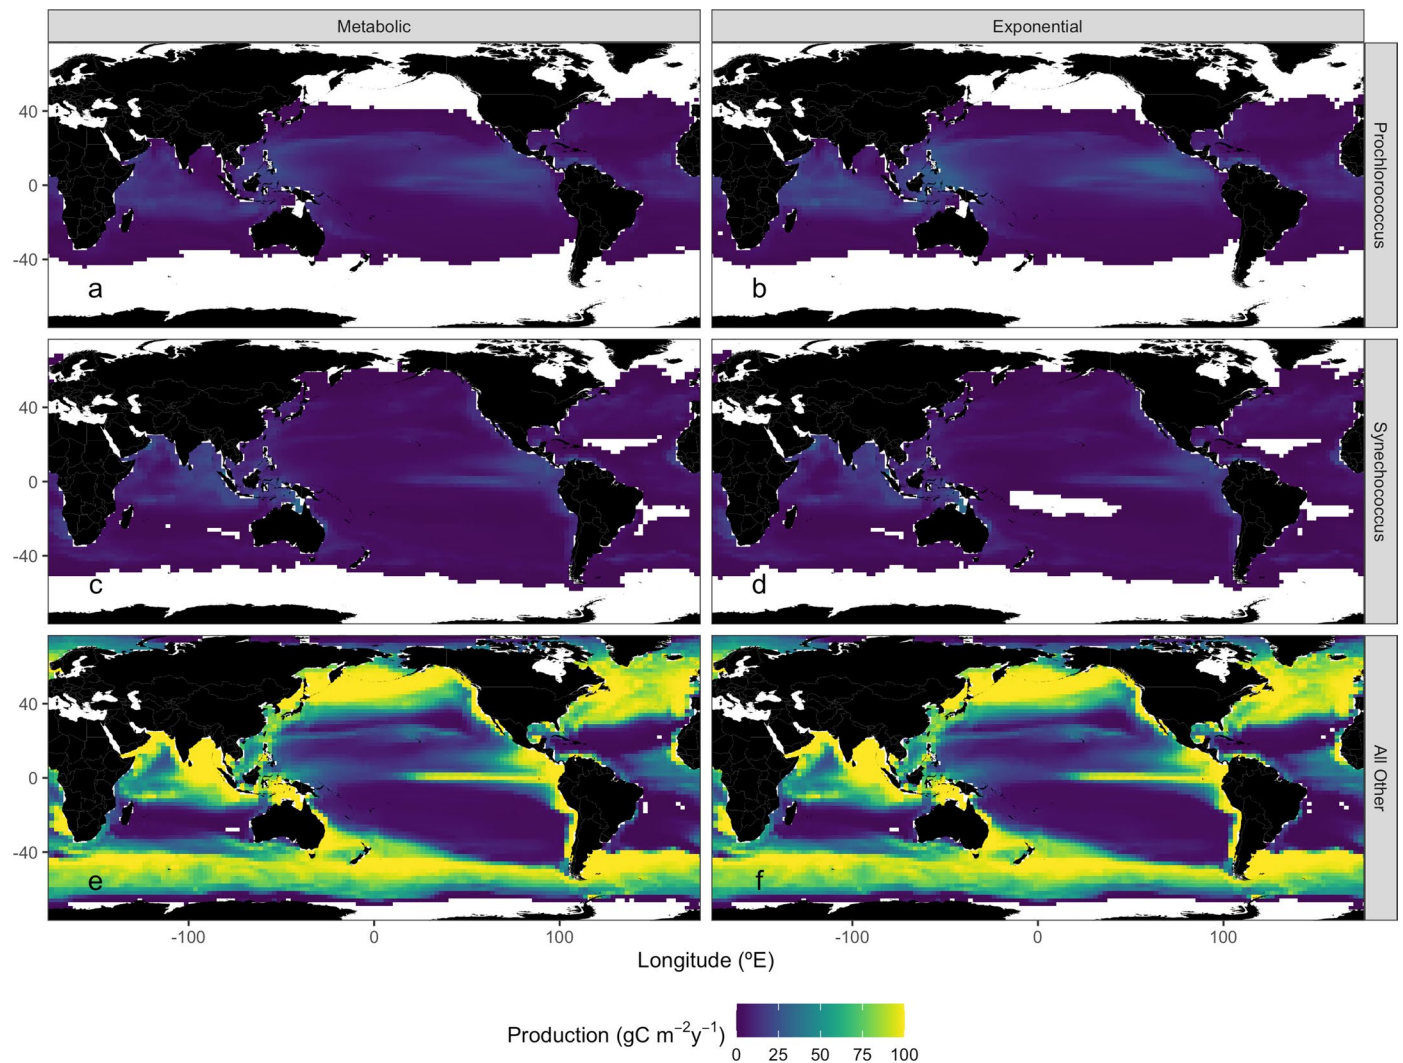 Metabolic
Exponential
40
0
-40
a
b
Prochlorococcus
40
0
-40
c
d
Synechococcus
40
0
-40
e
f
All Other
-100
0
100
-100
0
100
Longitude (ºE)
Production (gC m⁻²y⁻¹)
0
25
50
75
100